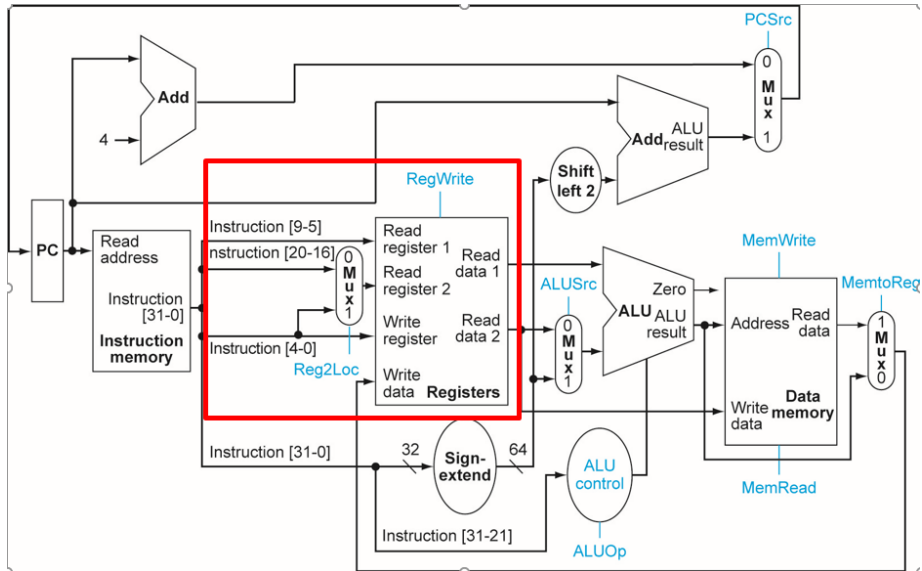 PCSrc
0
Mux
1
Add
4
Add
ALU
result
Shift
left 2
RegWrite
PC
Read
address
Instruction
[31-0]
Instruction
memory
Instruction [9-5]
nstruction [20-16]
0
Mux
1
Instruction [4-0]
Reg2Loc
Read
register 1
Read
register 2
Write
register
Write
data
Read
data 1
Read
data 2
Registers
ALUSrc
0
Mux
1
Zero
ALU
ALU
result
MemWrite
Address
Read
data
Write
data
Data
memory
MemRead
MemtoReg
1
Mux
0
Instruction [31-0]
32
Sign-
extend
64
ALU
control
Instruction [31-21]
ALUOp